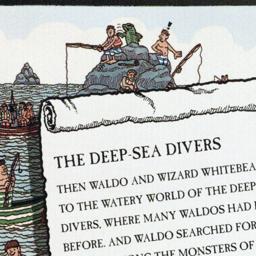 THE DEEP-SEA DIVERS
THEN WALDO AND WIZARD WHITEBEA
TO THE WATERY WORLD OF THE DEEP
DIVERS, WHERE MANY WALDOS HAD
BEFORE. AND WALDO SEARCHED FOR
THE MONSTERS OF